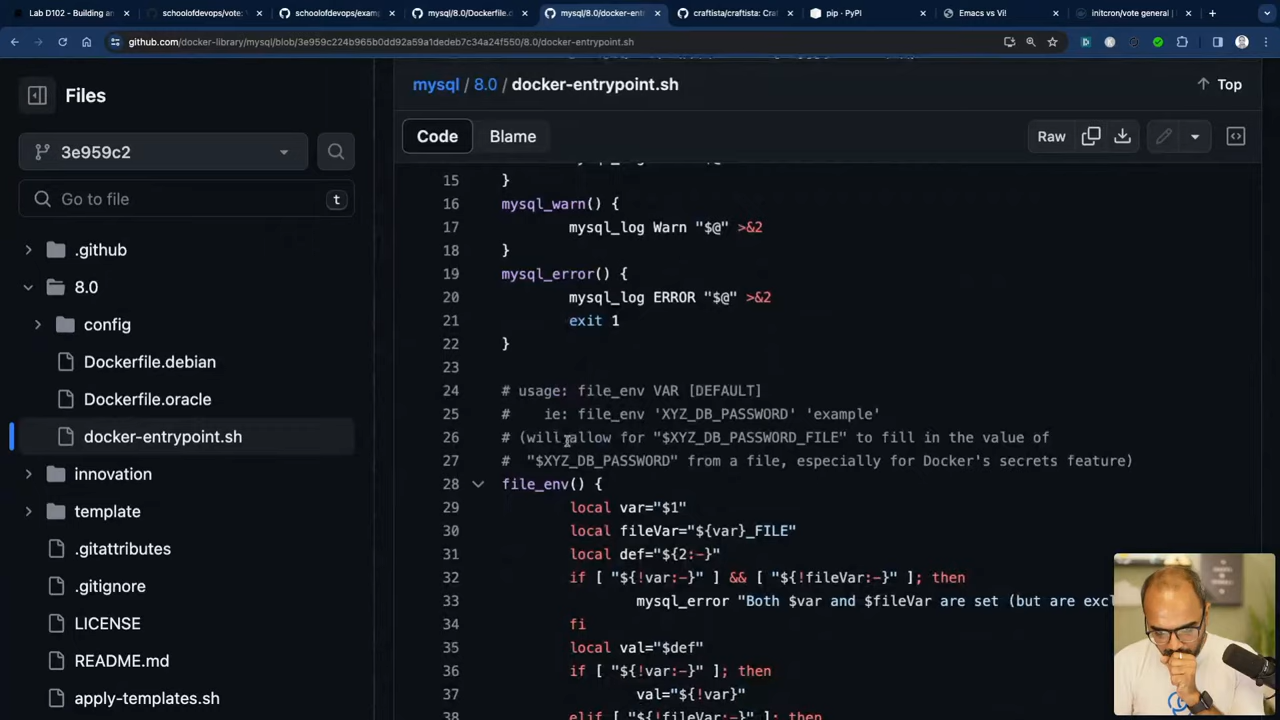 Lab D102 - Building an
schoolofdevops/vote:
schoolofdevops/exam
mysql/8.0/Dockerfile.d
mysql/8.0/docker-ent
craftista/craftista: Craf
pip · PyPI
Emacs vs Vi!
initcron/vote general |
github.com/docker-library/mysql/blob/3e959c224b965b0dd92a59a1dedeb7c34a24f550/8.0/docker-entrypoint.sh
Files
3e959c2
Go to file
t
.github
8.0
config
Dockerfile.debian
Dockerfile.oracle
docker-entrypoint.sh
innovation
template
.gitattributes
.gitignore
LICENSE
README.md
apply-templates.sh
mysql / 8.0 / docker-entrypoint.sh
Top
Code
Blame
Raw
15 }
16 mysql_warn() {
17 mysql_log Warn "$@" >&2
18 }
19 mysql_error() {
20 mysql_log ERROR "$@" >&2
21 exit 1
22 }
23
24 # usage: file_env VAR [DEFAULT]
25 # ie: file_env 'XYZ_DB_PASSWORD' 'example'
26 # (will allow for "$XYZ_DB_PASSWORD_FILE" to fill in the value of
27 # "$XYZ_DB_PASSWORD" from a file, especially for Docker's secrets feature)
28 file_env() {
29 local var="$1"
30 local fileVar="${var}_FILE"
31 local def="${2:-}"
32 if [ "${!var:-}" ] && [ "${!fileVar:-}" ]; then
33 mysql_error "Both $var and $fileVar are set (but are excl
34 fi
35 local val="$def"
36 if [ "${!var:-}" ]; then
37 val="${!var}"
38 elif [ "${!fileVar:-}" ]; then